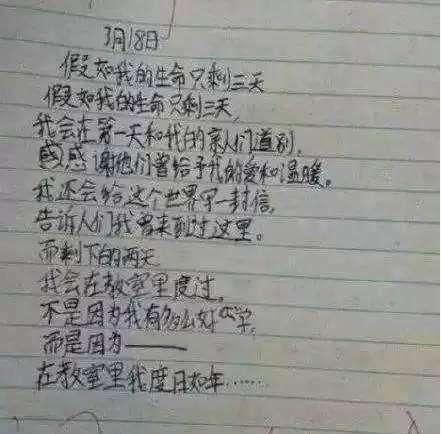 3月18日
假如我的生命只剩三天
假如我的生命只剩三天,
我会在第一天和我的亲人们道别,
感感谢他们曾给予我的爱和温暖。
我还会给这个世界写一封信,
告诉人们我曾来到过这里。
而剩下的两天
我会在教室里度过,
不是因为我有多么好学,
而是因为——
在教室里我度日如年……